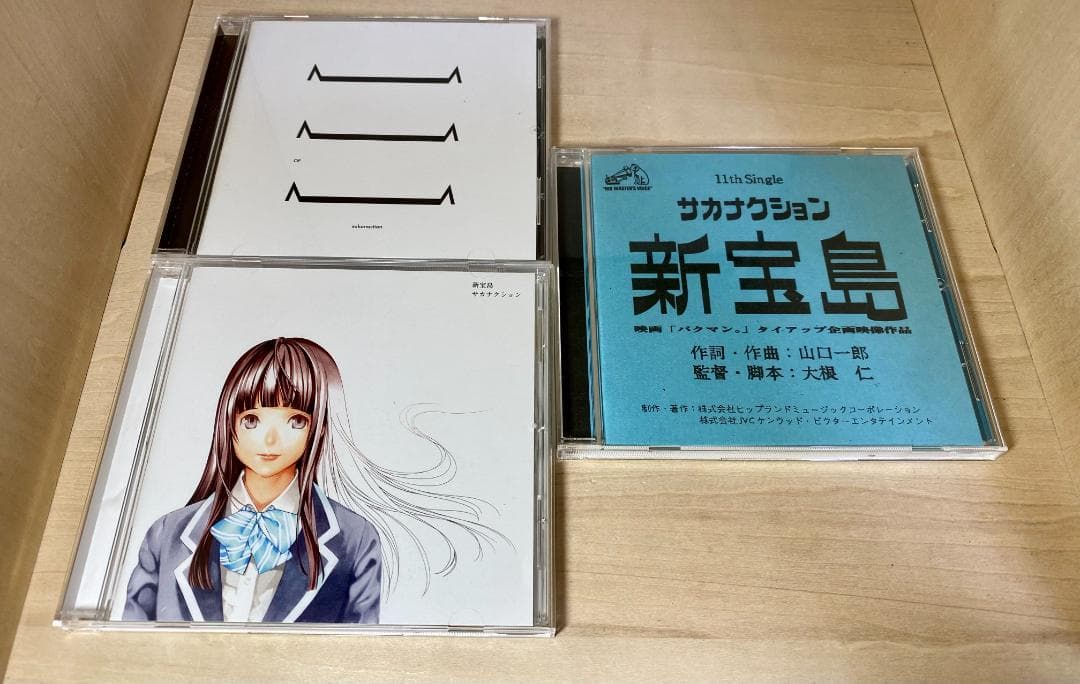 OF
sakanaction
新宝島
サカナクション
"HIS MASTER'S VOICE"
11th Single
サカナクション
新宝島
映画「バクマン。」タイアップ企画映像作品
作詞・作曲：山口一郎
監督・脚本：大根 仁
制作・著作：株式会社ヒップランドミュージックコーポレーション
株式会社JVCケンウッド・ビクターエンタテインメント